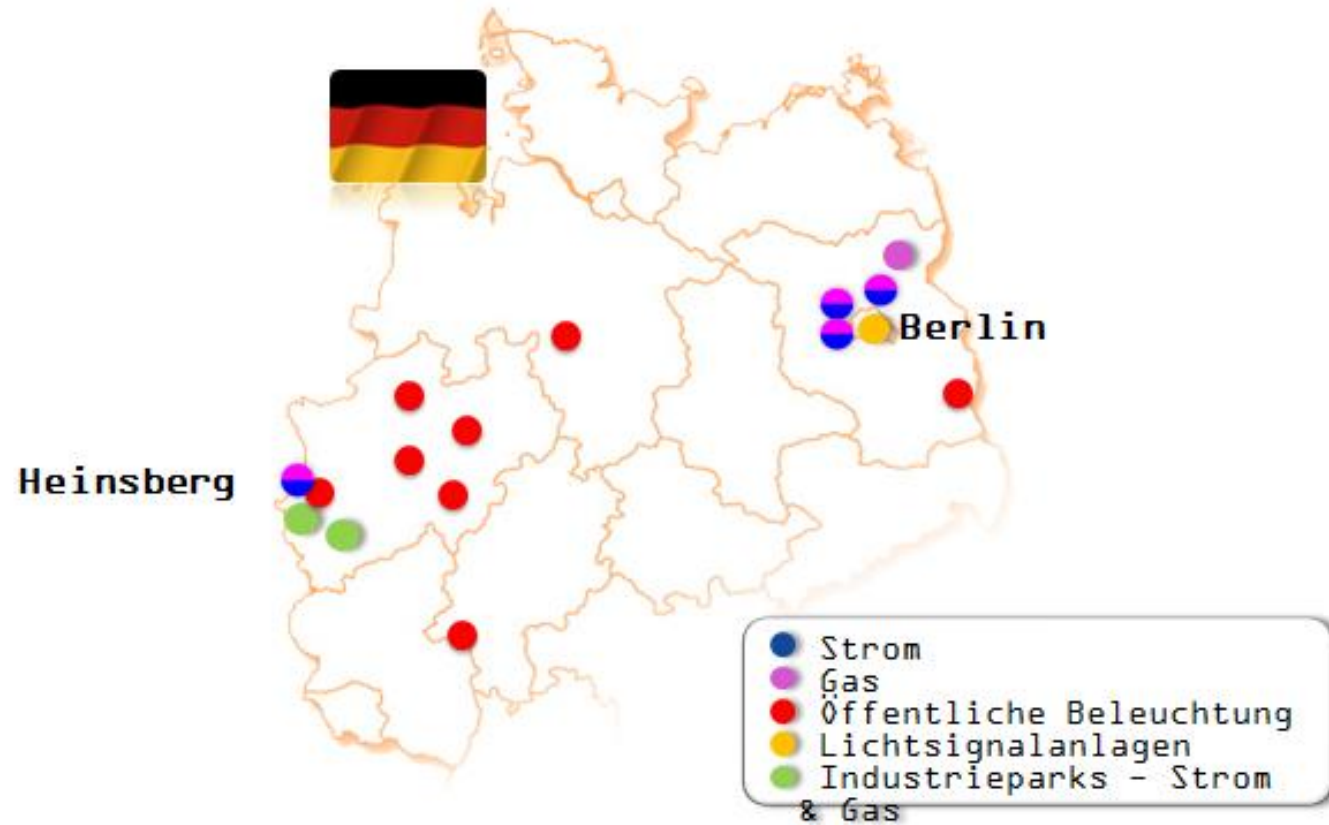 Berlin
Heinsberg
Strom
Gas
Öffentliche Beleuchtung
Lichtsignalanlagen
Industrieparks - Strom
& Gas